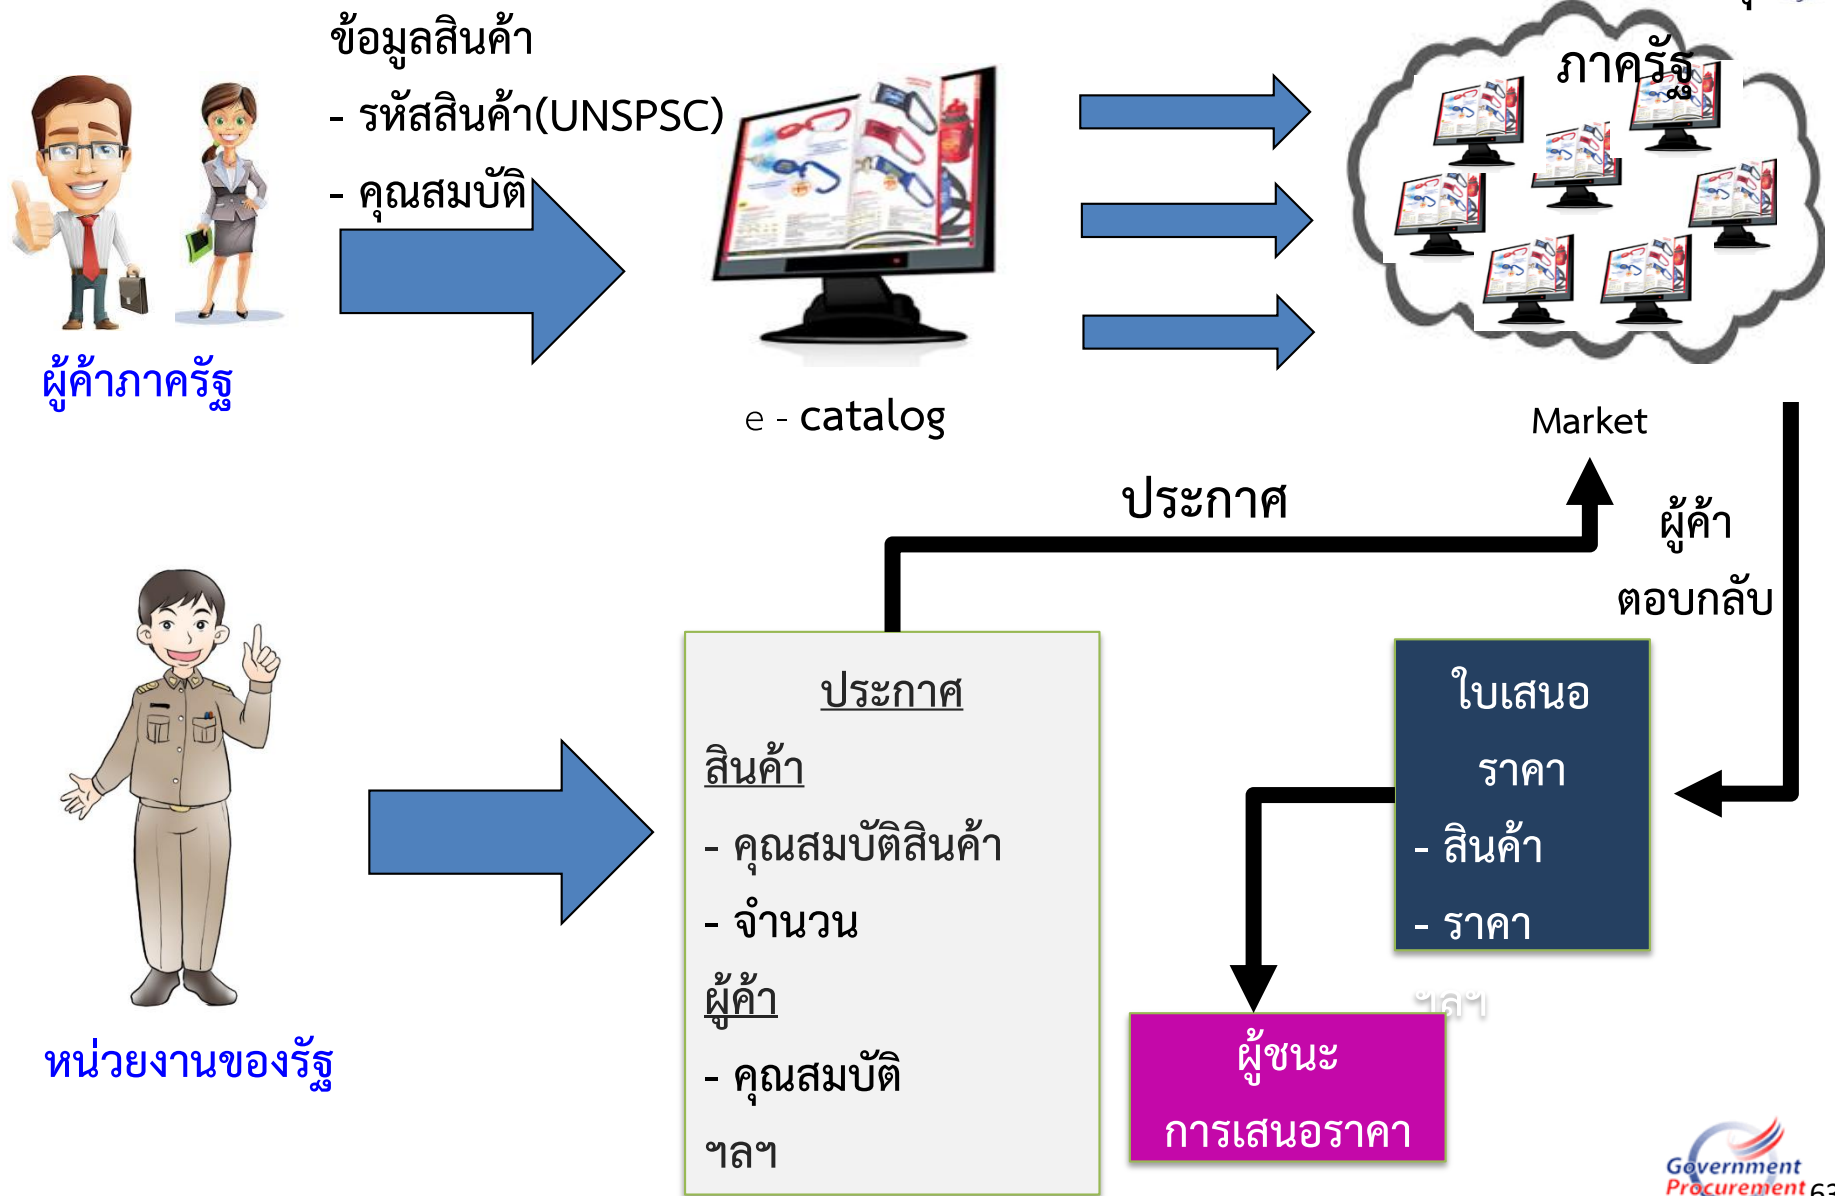 ข้อมูลสินค้า
- รหัสสินค้า(UNSPSC)
- คุณสมบัติ
ภาครัฐ
ผู้ค้าภาครัฐ
e - catalog
Market
ประกาศ
ผู้ค้า
ตอบกลับ
หน่วยงานของรัฐ
ประกาศ
สินค้า
- คุณสมบัติสินค้า
- จำนวน
ผู้ค้า
- คุณสมบัติ
ฯลฯ
ใบเสนอ
ราคา
- สินค้า
- ราคา
ฯลฯ
ผู้ชนะ
การเสนอราคา
Government
Procurement
63